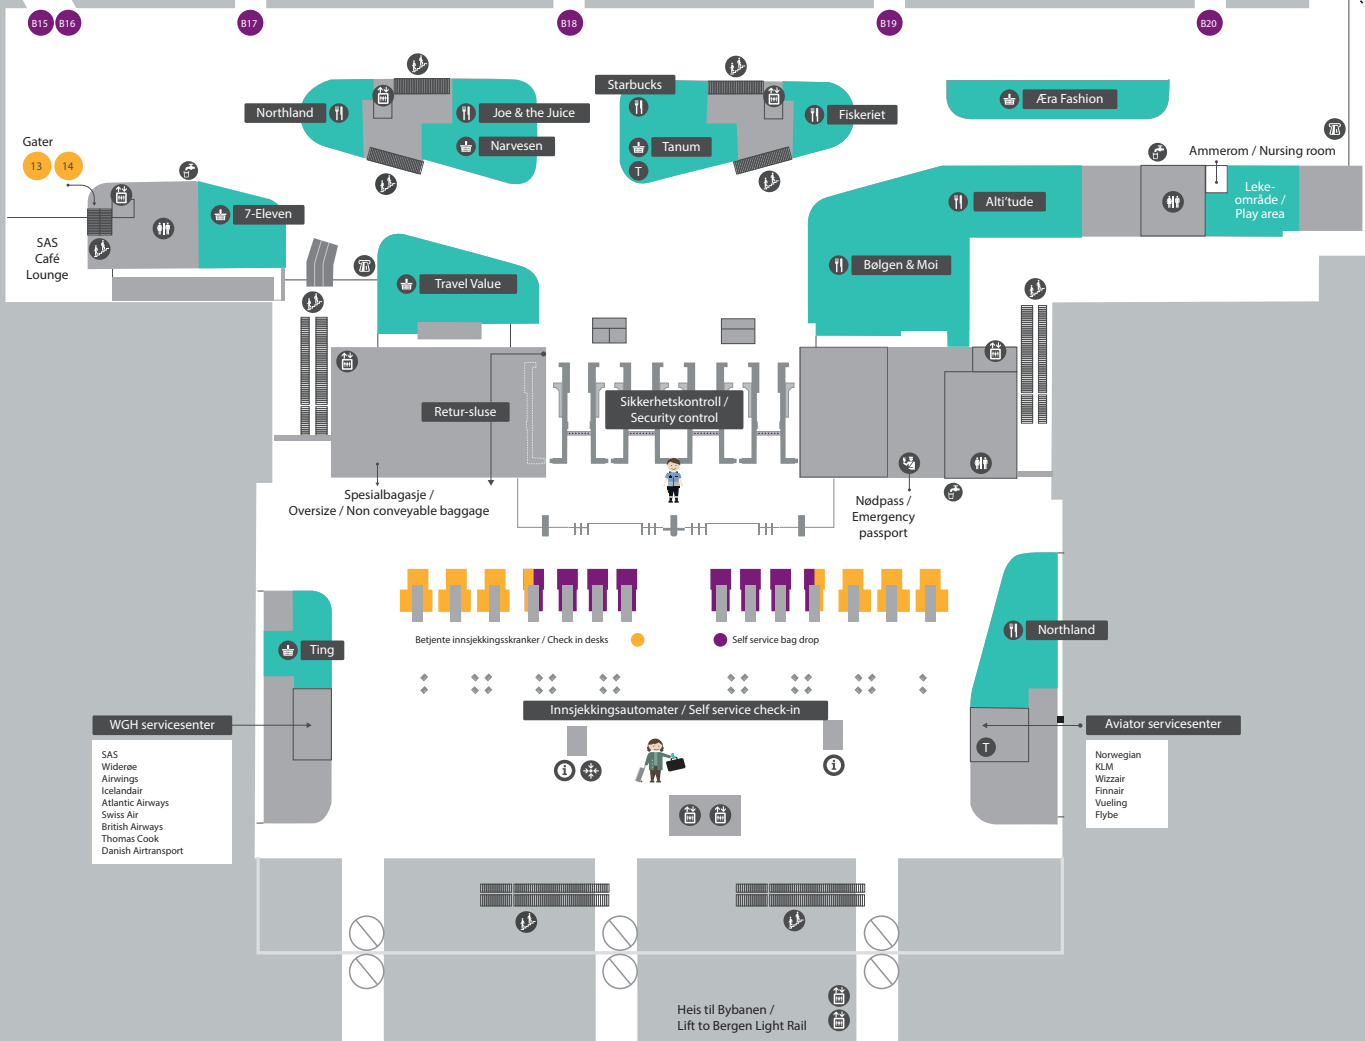 B15
B16
B17
B18
B19
B20
Starbucks
Northland
Joe & the Juice
Narvesen
Tanum
T
Fiskeriet
Æra Fashion
Gater
13
14
Ammerom / Nursing room
7-Eleven
Alti'tude
Leke-
område /
Play area
SAS
Café
Lounge
Travel Value
Bølgen & Moi
Retur-sluse
Sikkerhetskontroll /
Security control
Spesialbagasje /
Oversize / Non conveyable baggage
Nødpass /
Emergency
passport
Betjente innsjekkingsskranker / Check in desks
Self service bag drop
Ting
Northland
Innsjekkingsautomater / Self service check-in
WGH servicesenter
SAS
Widerøe
Airwings
Icelandair
Atlantic Airways
Swiss Air
British Airways
Thomas Cook
Danish Airtransport
i
i
T
Aviator servicesenter
Norwegian
KLM
Wizzair
Finnair
Vueling
Flybe
Heis til Bybanen /
Lift to Bergen Light Rail